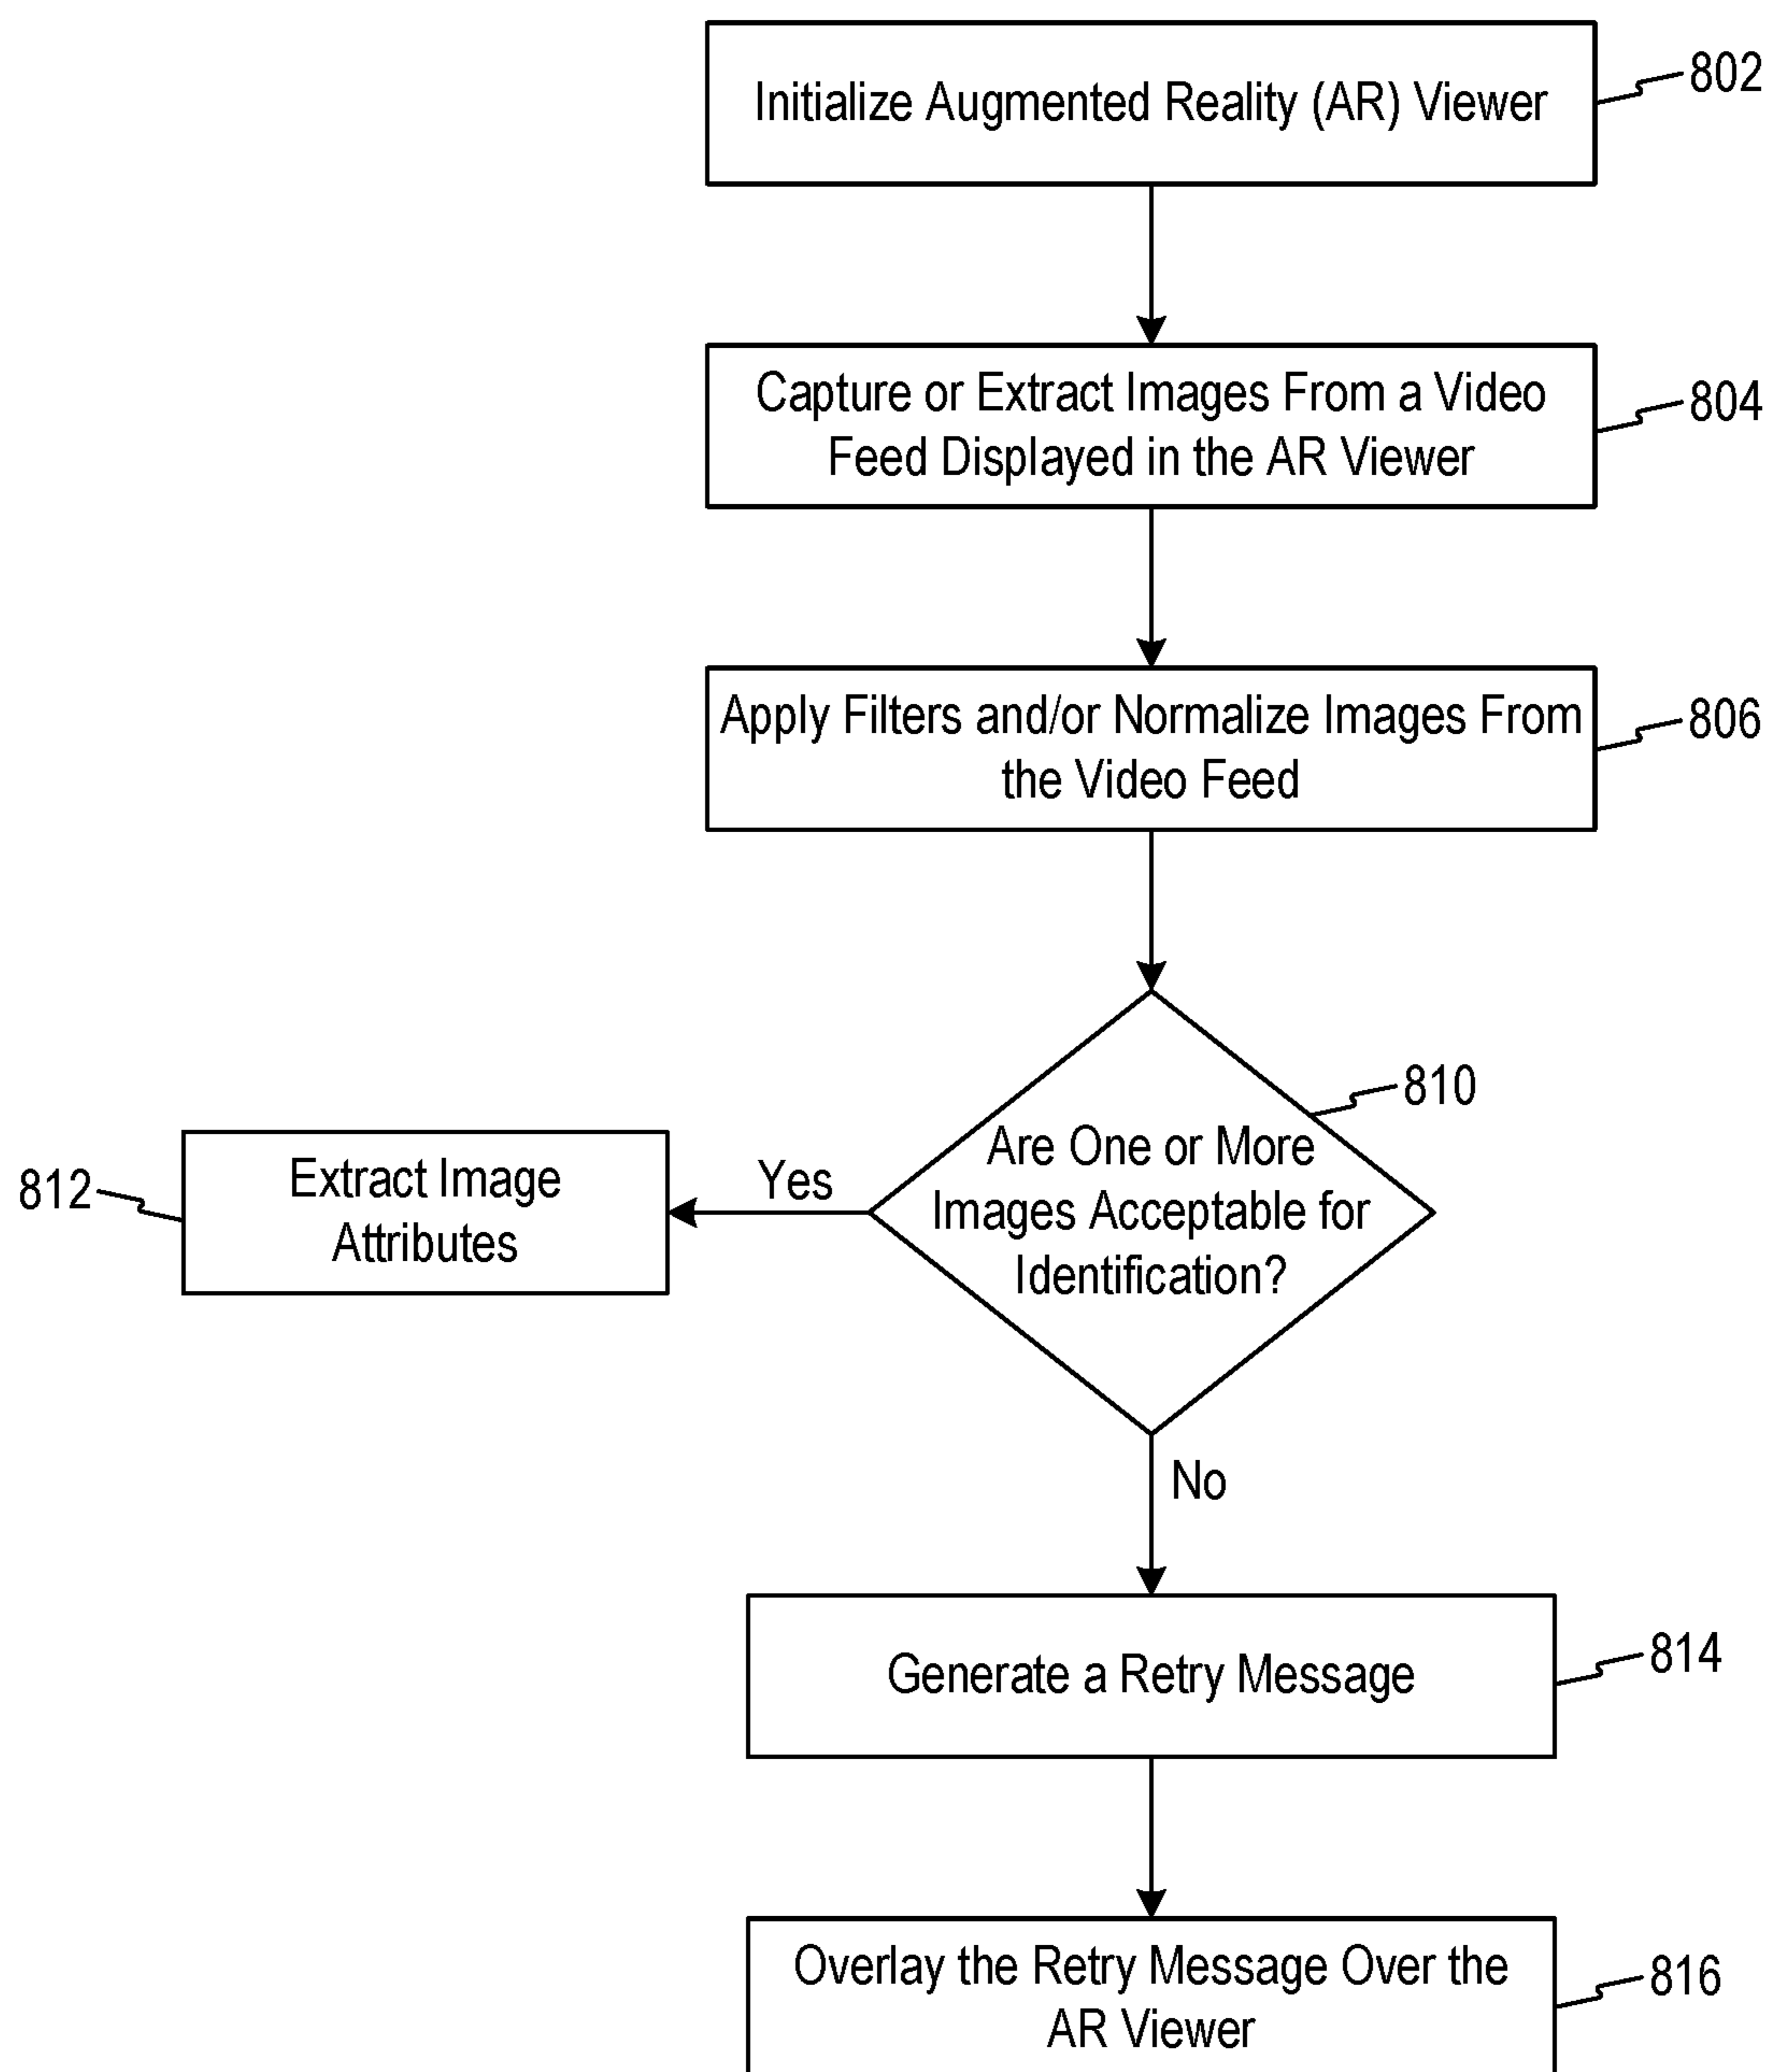 Initialize Augmented Reality (AR) Viewer
802
Capture or Extract Images From a Video
Feed Displayed in the AR Viewer
804
Apply Filters and/or Normalize Images From
the Video Feed
806
810
Are One or More
Images Acceptable for
Identification?
Yes
Extract Image
Attributes
812
No
Generate a Retry Message
814
Overlay the Retry Message Over the
AR Viewer
816